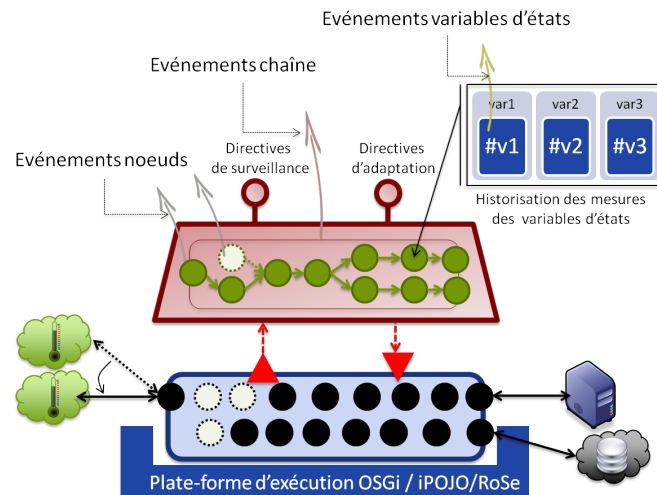 Evénements variables d'états
Evénements chaîne
var1 var2 var3
#v1 #v2 #v3
Evénements noeuds
Directives
de surveillance
Directives
d'adaptation
Historisation des mesures
des variables d'états
Plate-forme d'exécution OSGi / iPOJO/RoSe